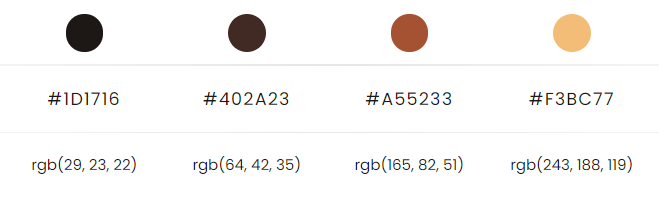 #1D1716 #402A23 #A55233 #F3BC77
rgb(29, 23, 22) rgb(64, 42, 35) rgb(165, 82, 51) rgb(243, 188, 119)